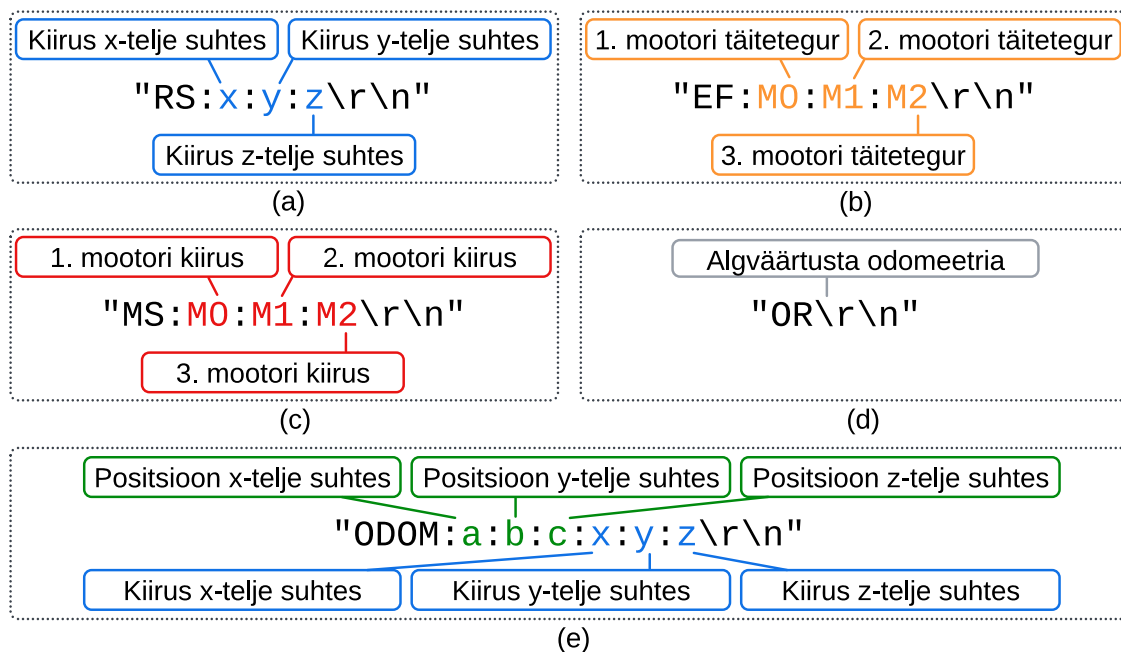 Kiirus x-telje suhtes Kiirus y-telje suhtes
"RS:x:y:z\r\n"
Kiirus z-telje suhtes
(a)
1. mootori täitetegur 2. mootori täitetegur
"EF:M0:M1:M2\r\n"
3. mootori täitetegur
(b)
1. mootori kiirus 2. mootori kiirus
"MS:M0:M1:M2\r\n"
3. mootori kiirus
(c)
Algväärtusta odomeetria
"OR\r\n"
(d)
Positsioon x-telje suhtes Positsioon y-telje suhtes Positsioon z-telje suhtes
"ODOM:a:b:c:x:y:z\r\n"
Kiirus x-telje suhtes Kiirus y-telje suhtes Kiirus z-telje suhtes
(e)